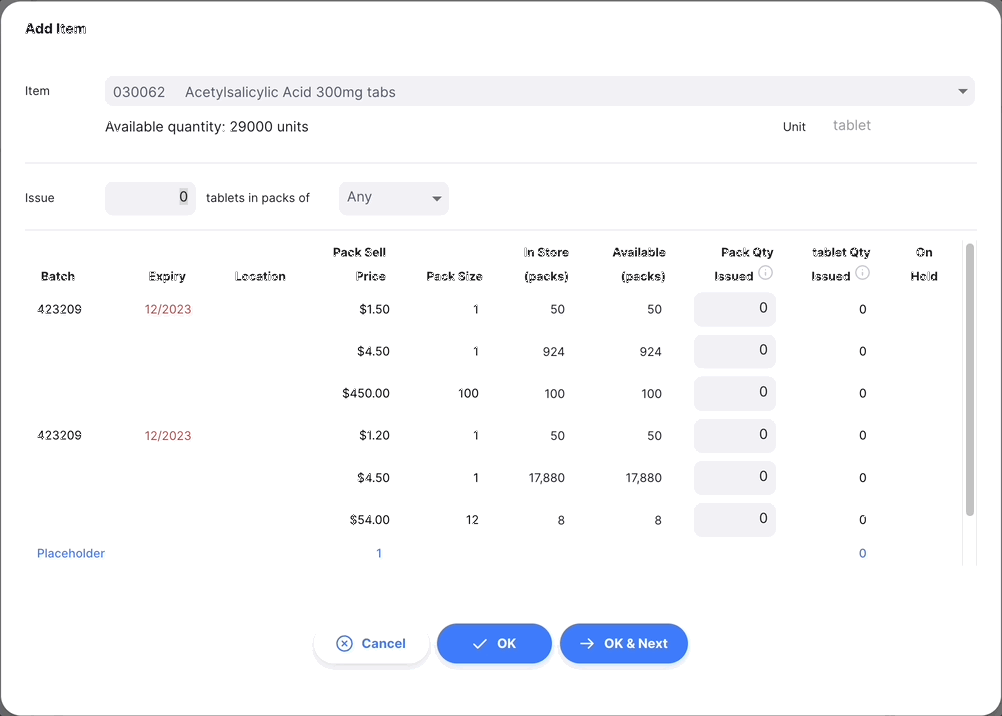 Add Item
Item 030062 Acetylsalicylic Acid 300mg tabs
Available quantity: 29000 units Unit tablet
Issue 0 tablets in packs of Any
Pack Sell In Store Available Pack Qty tablet Qty On
Batch Expiry Location Price Pack Size (packs) (packs) Issued Issued Hold
423209 12/2023 $1.50 1 50 50 0 0
$4.50 1 924 924 0 0
$450.00 100 100 100 0 0
423209 12/2023 $1.20 1 50 50 0 0
$4.50 1 17,880 17,880 0 0
$54.00 12 8 8 0 0
Placeholder 1 0
Cancel OK OK & Next